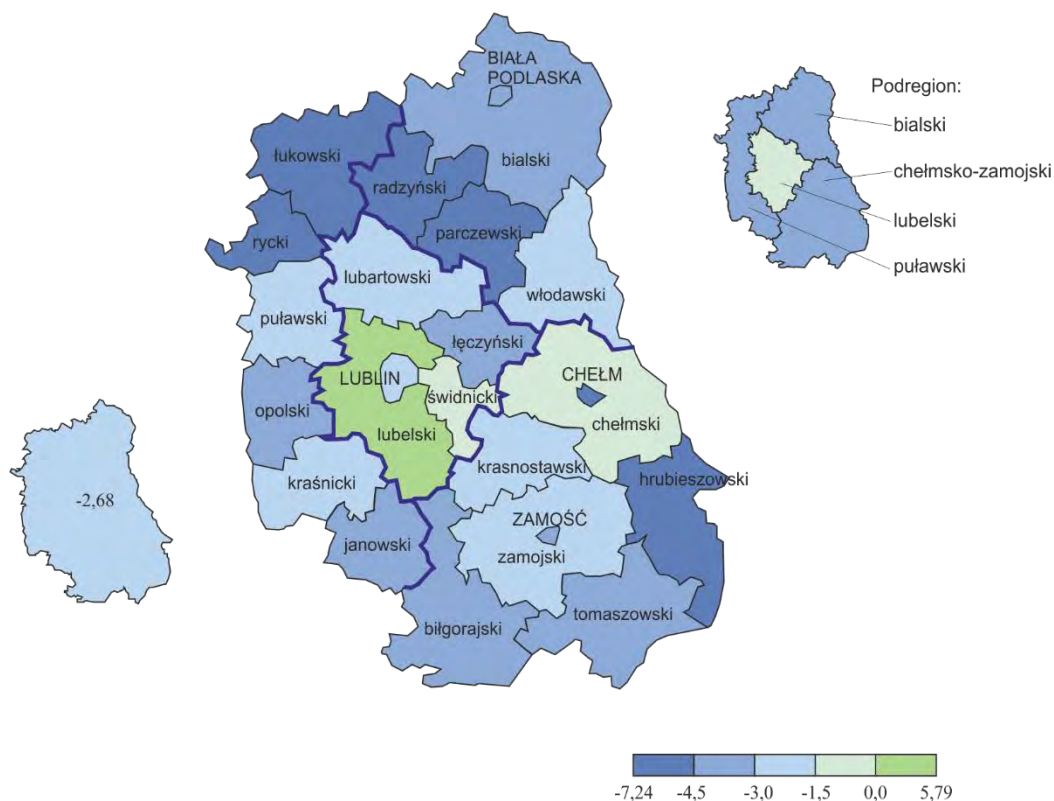 BIAŁA
PODLASKA
Podregion:
bialski
chełmsko-zamojski
lubelski
puławski
łukowski
bialski
radzyński
parczewski
rycki
lubartowski
włodawski
puławski
łęczyński
LUBLIN
CHEŁM
świdnicki
opolski
chełmski
lubelski
krasnostawski
hrubieszowski
kraśnicki
-2,68
ZAMOŚĆ
janowski
zamojski
tomaszowski
biłgorajski
-7,24 -4,5 -3,0 -1,5 0,0 5,79